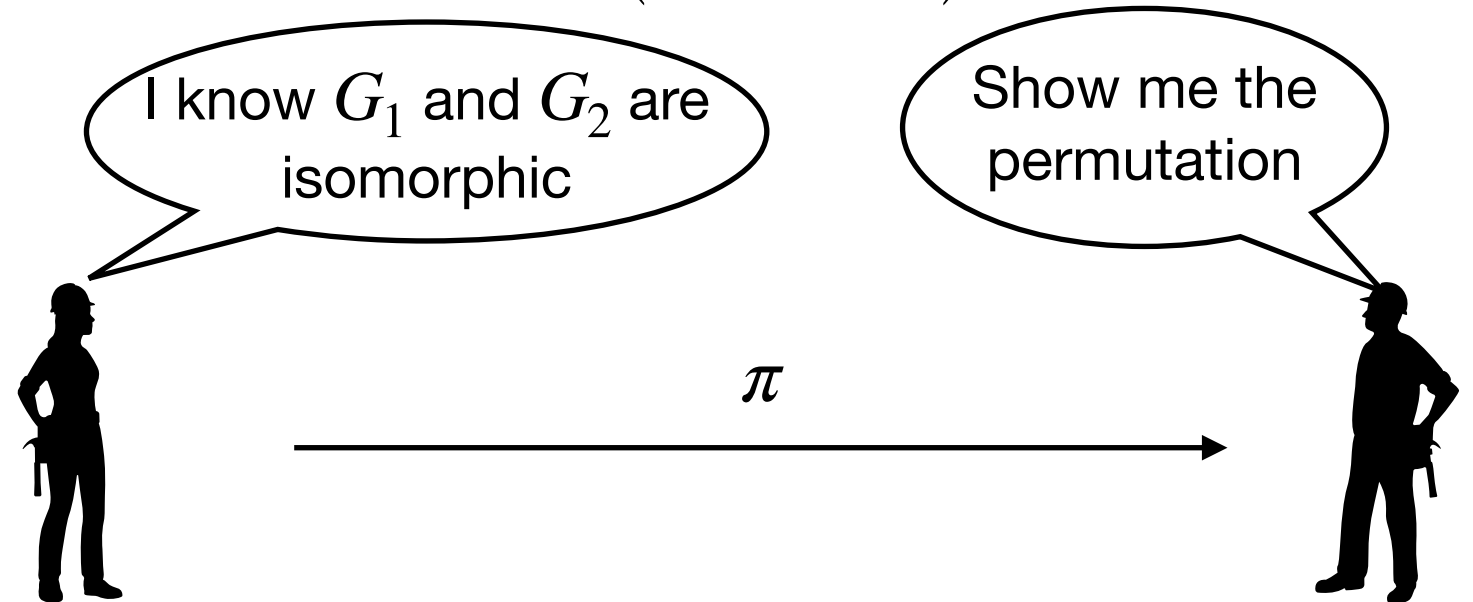 I know G₁ and G₂ are
isomorphic
Show me the
permutation
π